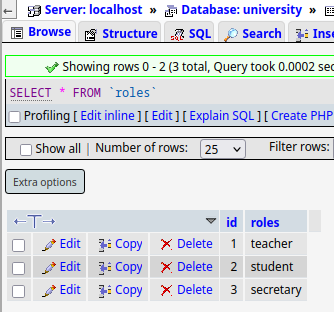 Server: localhost » Database: university »
Browse Structure SQL Search Inse
Showing rows 0 - 2 (3 total, Query took 0.0002 sec
SELECT * FROM `roles`
Profiling [ Edit inline ] [ Edit ] [ Explain SQL ] [ Create PHP
Show all | Number of rows: 25 Filter rows:
Extra options
←T→ id roles
Edit Copy Delete 1 teacher
Edit Copy Delete 2 student
Edit Copy Delete 3 secretary